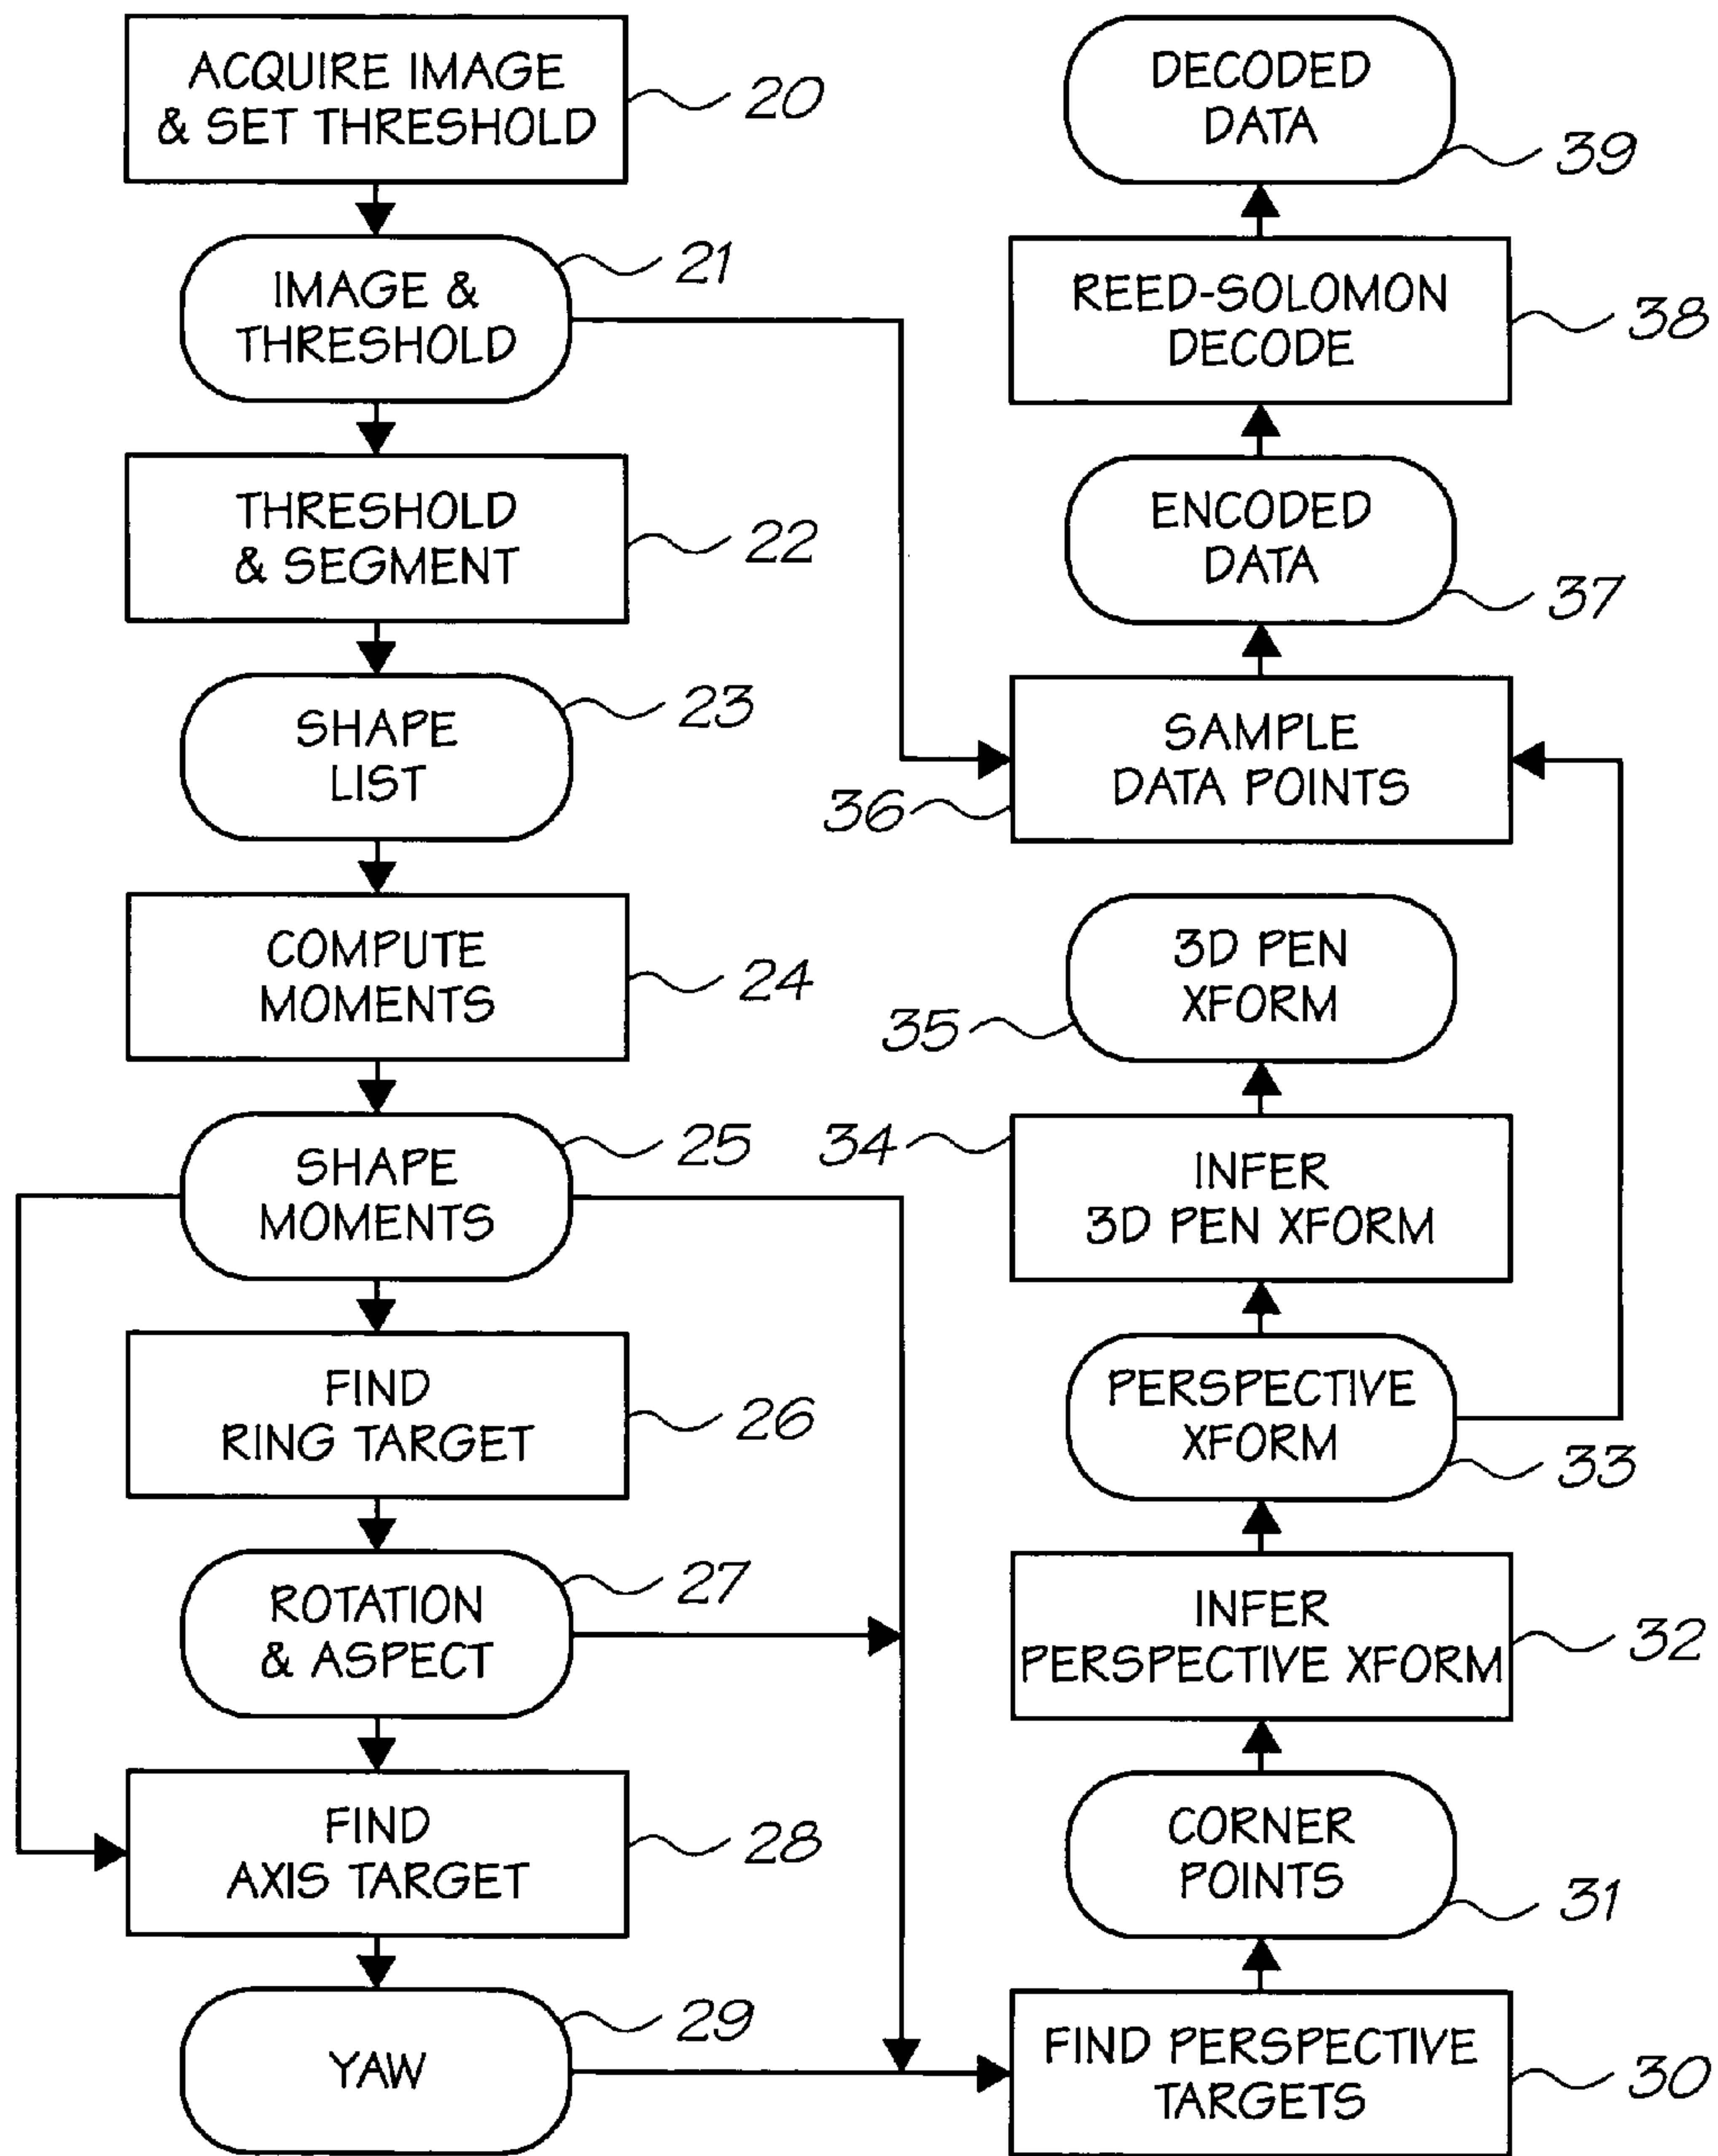 ACQUIRE IMAGE
& SET THRESHOLD
20
IMAGE &
THRESHOLD
21
THRESHOLD
& SEGMENT
22
SHAPE
LIST
23
COMPUTE
MOMENTS
24
SHAPE
MOMENTS
25
FIND
RING TARGET
26
ROTATION
& ASPECT
27
FIND
AXIS TARGET
28
YAW
29
DECODED
DATA
39
REED-SOLOMON
DECODE
38
ENCODED
DATA
37
SAMPLE
DATA POINTS
36
3D PEN
XFORM
35
INFER
3D PEN XFORM
34
PERSPECTIVE
XFORM
33
INFER
PERSPECTIVE XFORM
32
CORNER
POINTS
31
FIND PERSPECTIVE
TARGETS
30